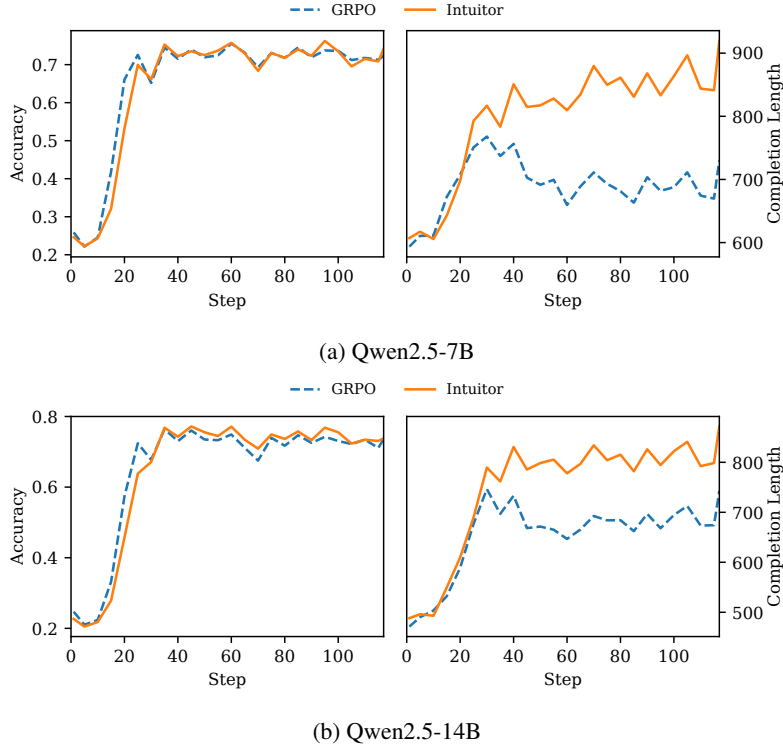 GRPO Intuitor
0.7
0.6
0.5
0.4
0.3
0.2
Accuracy
0 20 40 60 80 100
Step
900
800
700
600
Completion Length
0 20 40 60 80 100
Step
(a) Qwen2.5-7B
GRPO Intuitor
0.8
0.6
0.4
0.2
Accuracy
0 20 40 60 80 100
Step
800
700
600
500
Completion Length
0 20 40 60 80 100
Step
(b) Qwen2.5-14B